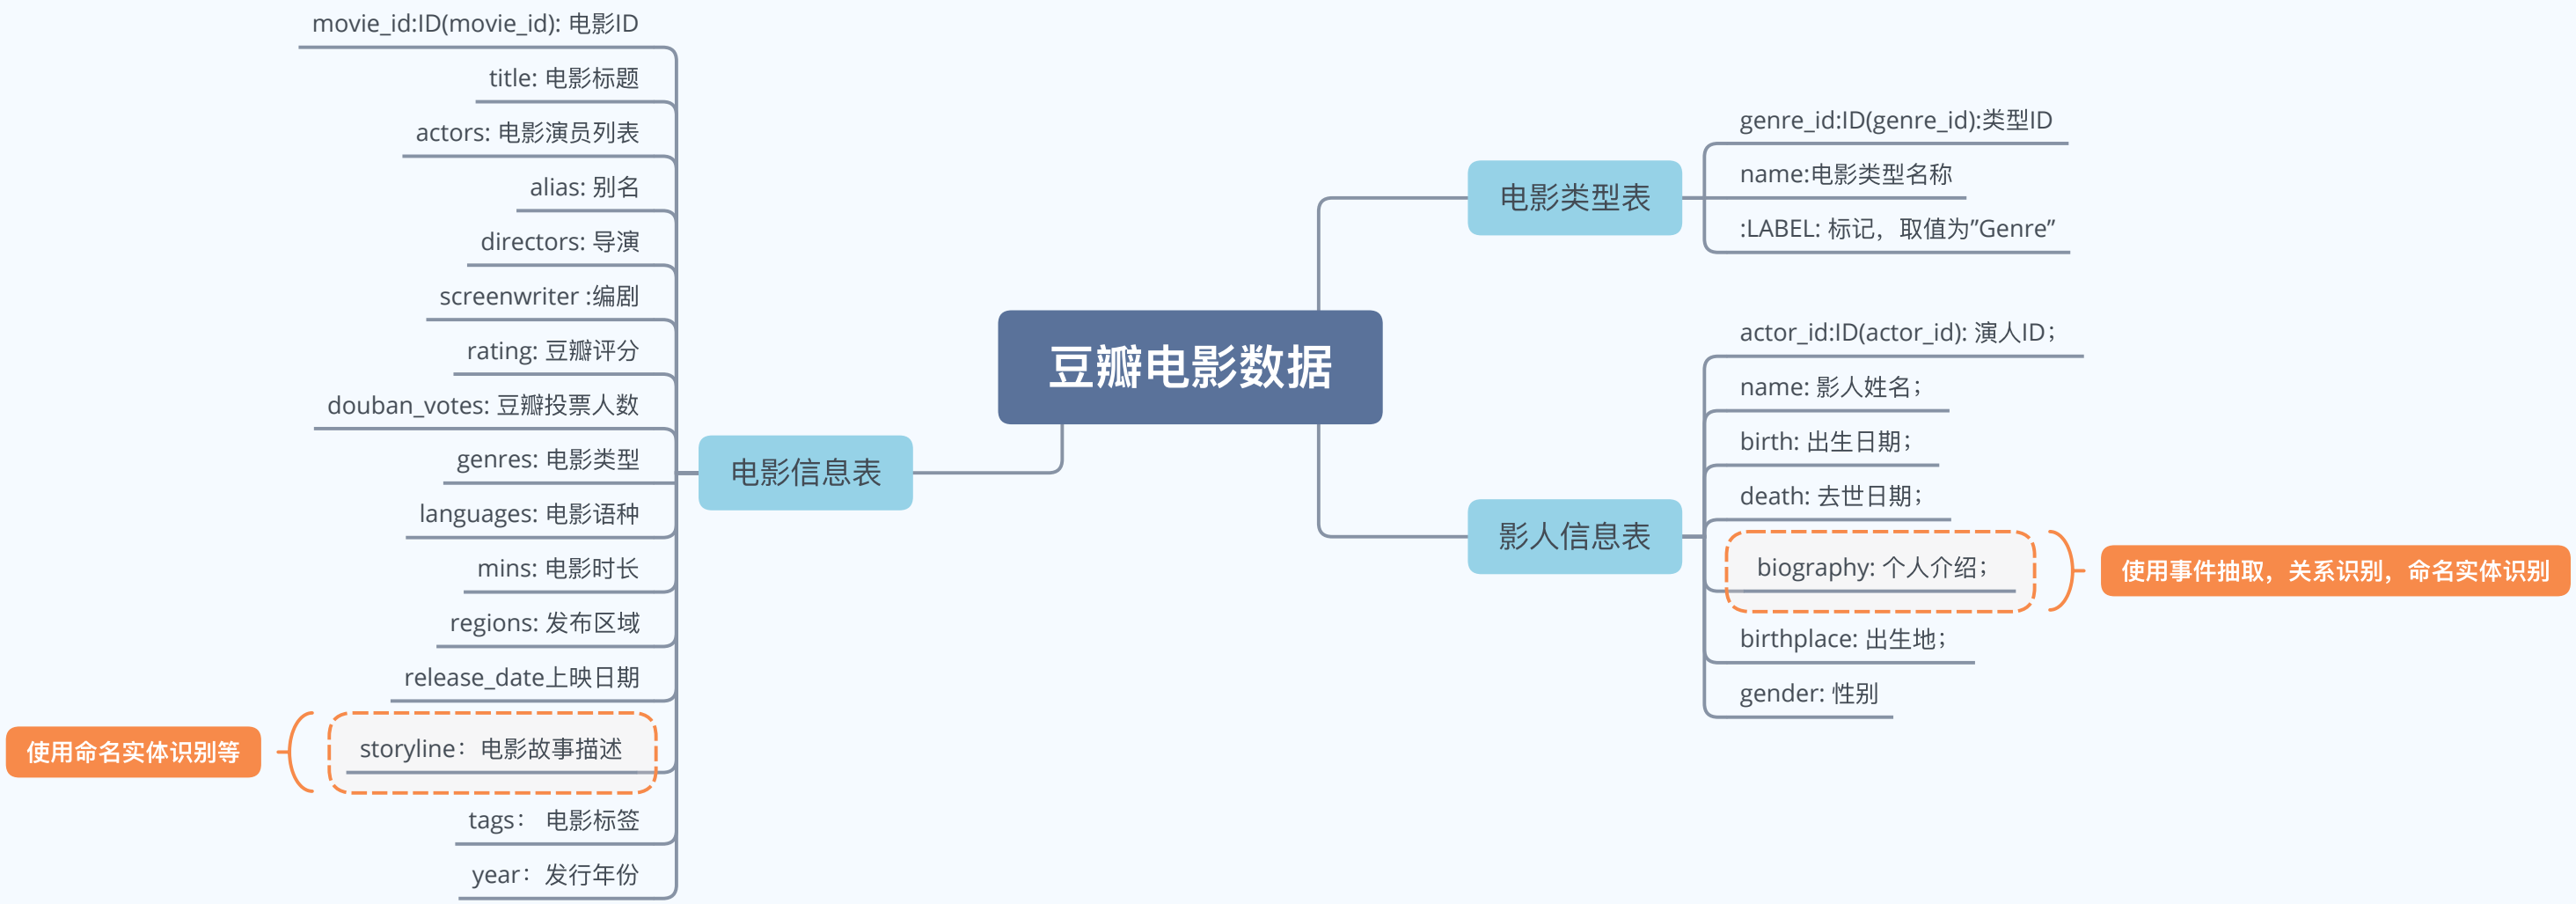 豆瓣电影数据
电影类型表
genre_id:ID(genre_id):类型ID
name:电影类型名称
:LABEL: 标记，取值为”Genre”
影人信息表
actor_id:ID(actor_id): 演人ID；
name: 影人姓名；
birth: 出生日期；
death: 去世日期；
biography: 个人介绍；
使用事件抽取，关系识别，命名实体识别
birthplace: 出生地；
gender: 性别
电影信息表
movie_id:ID(movie_id): 电影ID
title: 电影标题
actors: 电影演员列表
alias: 别名
directors: 导演
screenwriter :编剧
rating: 豆瓣评分
douban_votes: 豆瓣投票人数
genres: 电影类型
languages: 电影语种
mins: 电影时长
regions: 发布区域
release_date上映日期
storyline：电影故事描述
使用命名实体识别等
tags： 电影标签
year：发行年份